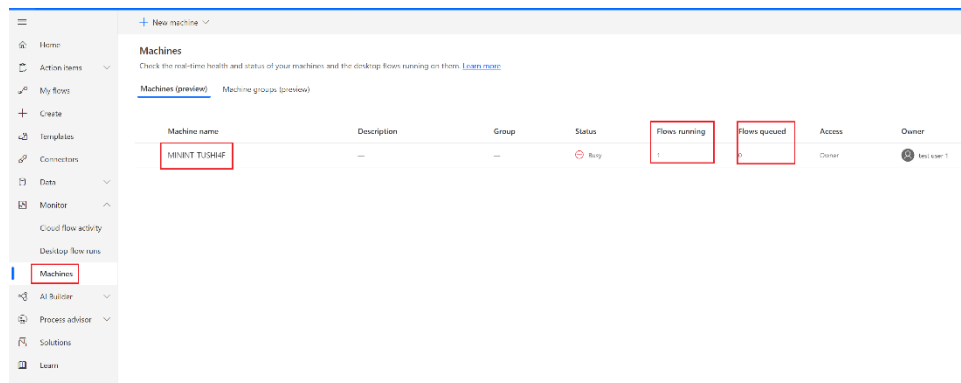 + New machine
Home
Action items
My flows
Create
Templates
Connectors
Data
Monitor
Cloud flow activity
Desktop flow runs
Machines
AI Builder
Process advisor
Solutions
Learn
Machines
Check the real-time health and status of your machines and the desktop flows running on them. Learn more
Machines (preview) Machine groups (preview)
Machine name Description Group Status Flows running Flows queued Access Owner
MININT TUSHI4F — — Busy 1 0 Owner test user 1